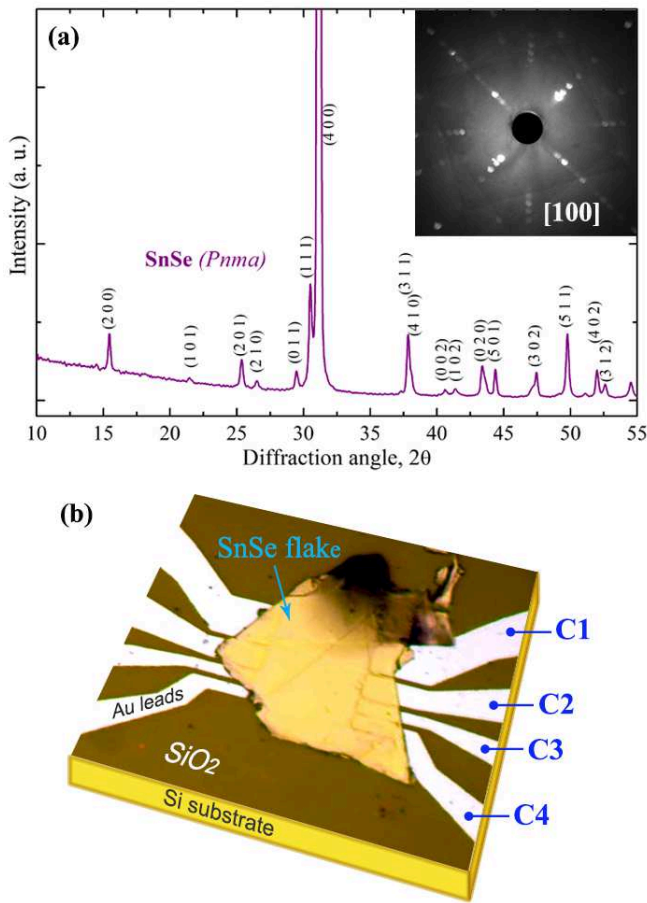 (a)
Intensity (a. u.)
SnSe (Pnma)
(2 0 0)
(1 0 1)
(2 0 1)
(2 1 0)
(0 1 1)
(1 1 1)
(4 0 0)
(3 1 1)
(4 1 0)
(0 0 2)
(1 0 2)
(0 2 0)
(5 0 1)
(3 0 2)
(5 1 1)
(4 0 2)
(3 1 2)
[100]
10 15 20 25 30 35 40 45 50 55
Diffraction angle, 2θ
(b)
SnSe flake
C1
C2
C3
C4
Au leads
SiO2
Si substrate